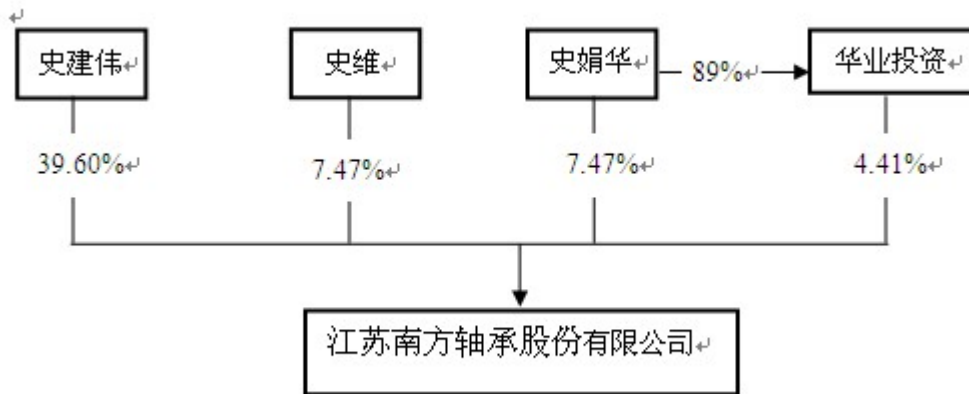 史建伟
史维
史娟华
89%
华业投资
39.60%
7.47%
7.47%
4.41%
江苏南方轴承股份有限公司